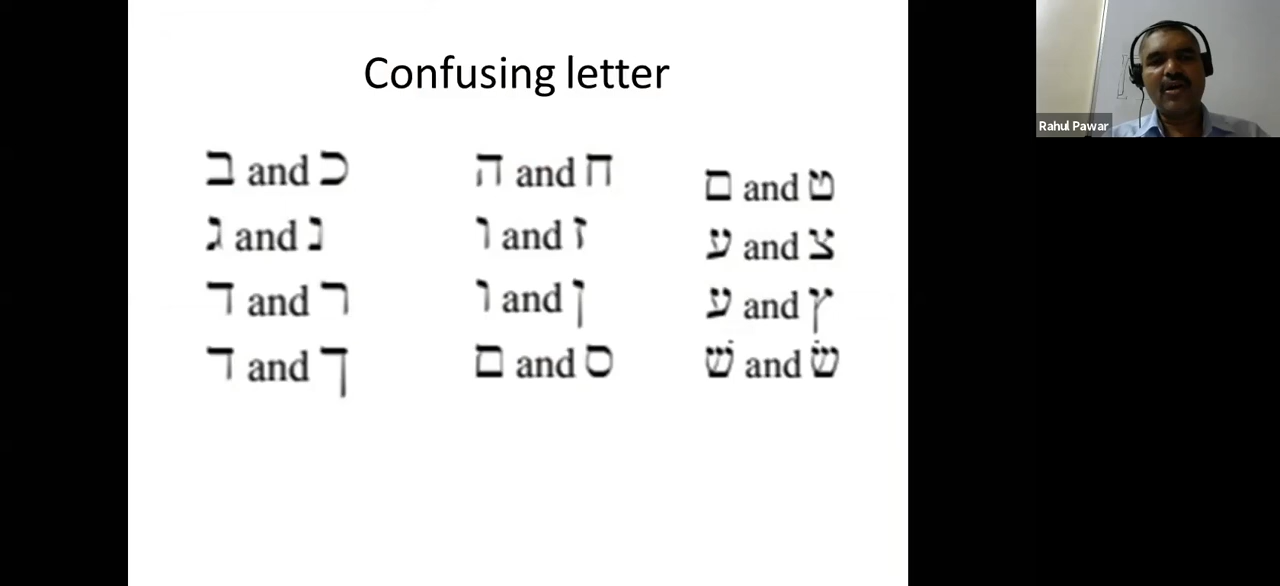 Confusing letter
ב and כ
ג and נ
ד and ר
ד and ך
ה and ח
ו and ז
ו and ן
ם and ס
ם and ט
ע and צ
ע and ץ
שׁ and שׂ
Rahul Pawar